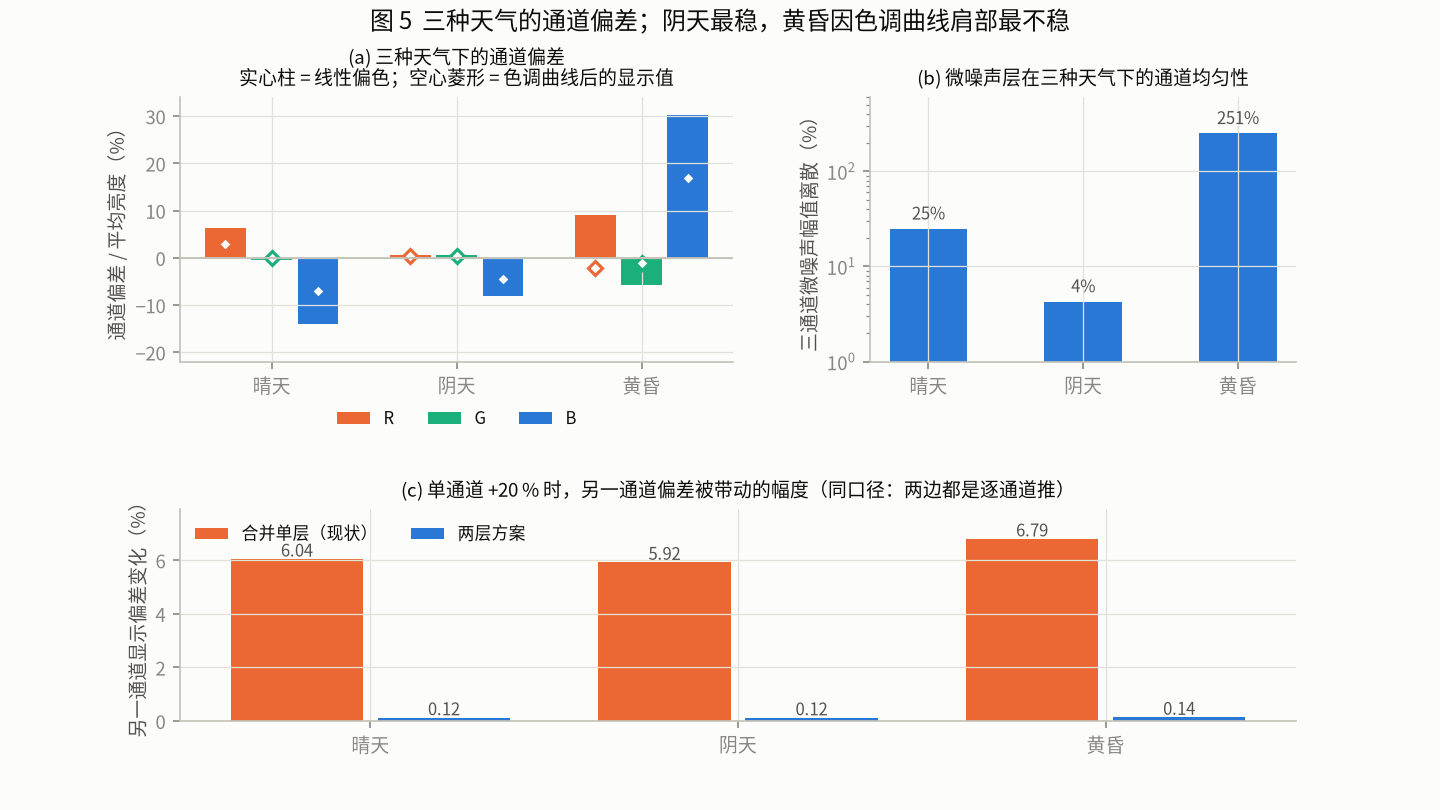 图 5 三种天气的通道偏差；阴天最稳，黄昏因色调曲线肩部最不稳
(a) 三种天气下的通道偏差
实心柱 = 线性偏色；空心菱形 = 色调曲线后的显示值
通道偏差 / 平均亮度（%）
30
20
10
0
−10
−20
晴天
阴天
黄昏
R
G
B
(b) 微噪声层在三种天气下的通道均匀性
三通道微噪声幅值离散（%）
10²
10¹
10⁰
25%
4%
251%
晴天
阴天
黄昏
(c) 单通道 +20 % 时，另一通道偏差被带动的幅度（同口径：两边都是逐通道推）
另一通道显示偏差变化（%）
6
4
2
0
合并单层（现状）
两层方案
6.04
0.12
5.92
0.12
6.79
0.14
晴天
阴天
黄昏